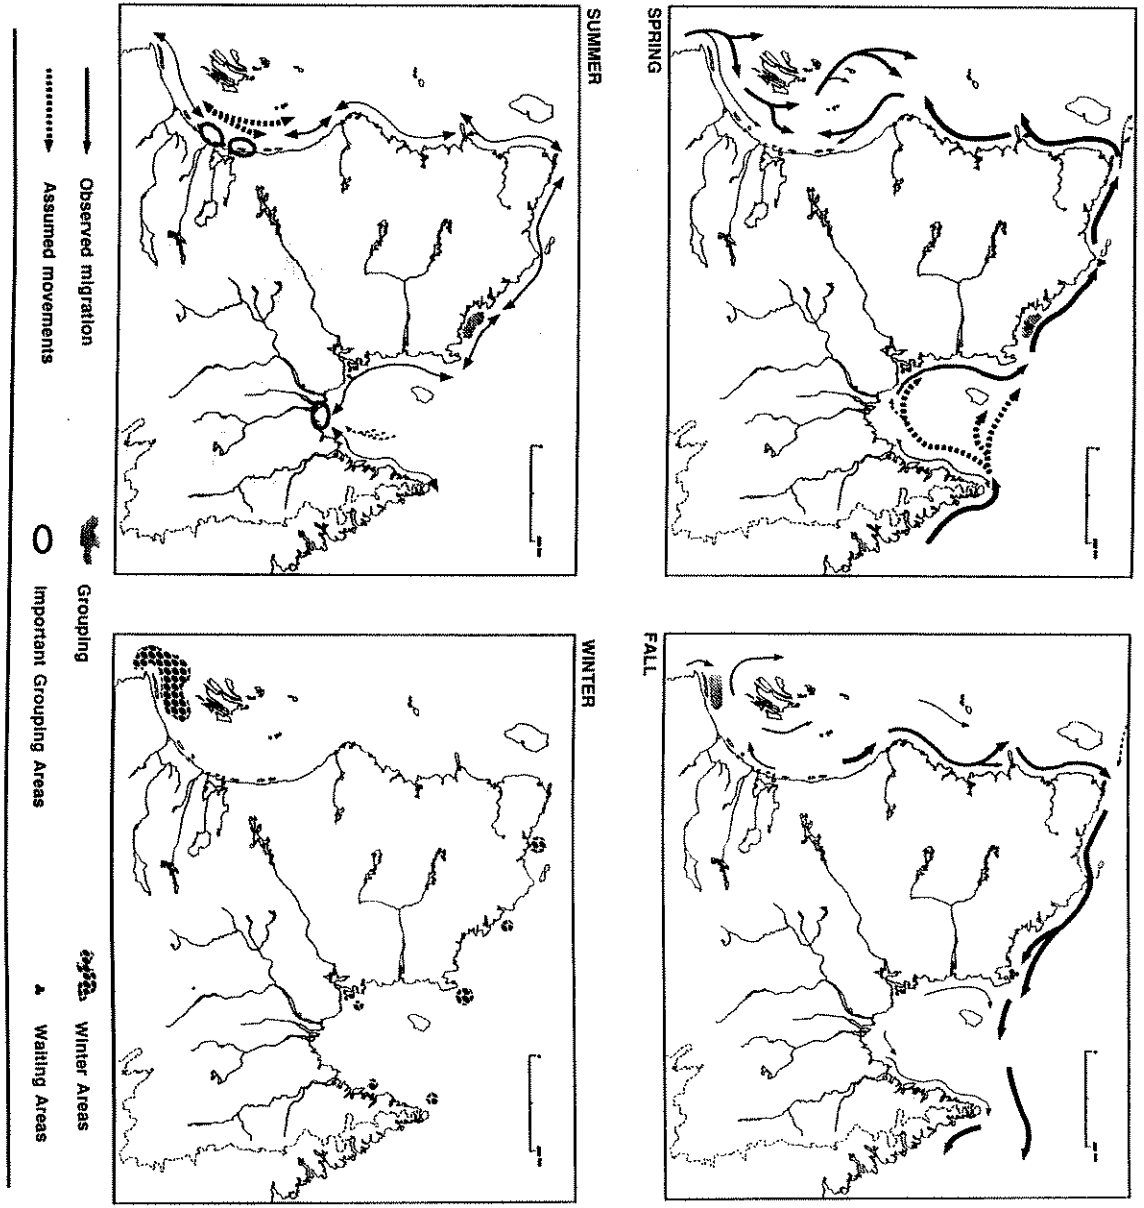 SPRING
SUMMER
FALL
WINTER
Observed migration
Assumed movements
Grouping
Important Grouping Areas
Winter Areas
Waiting Areas